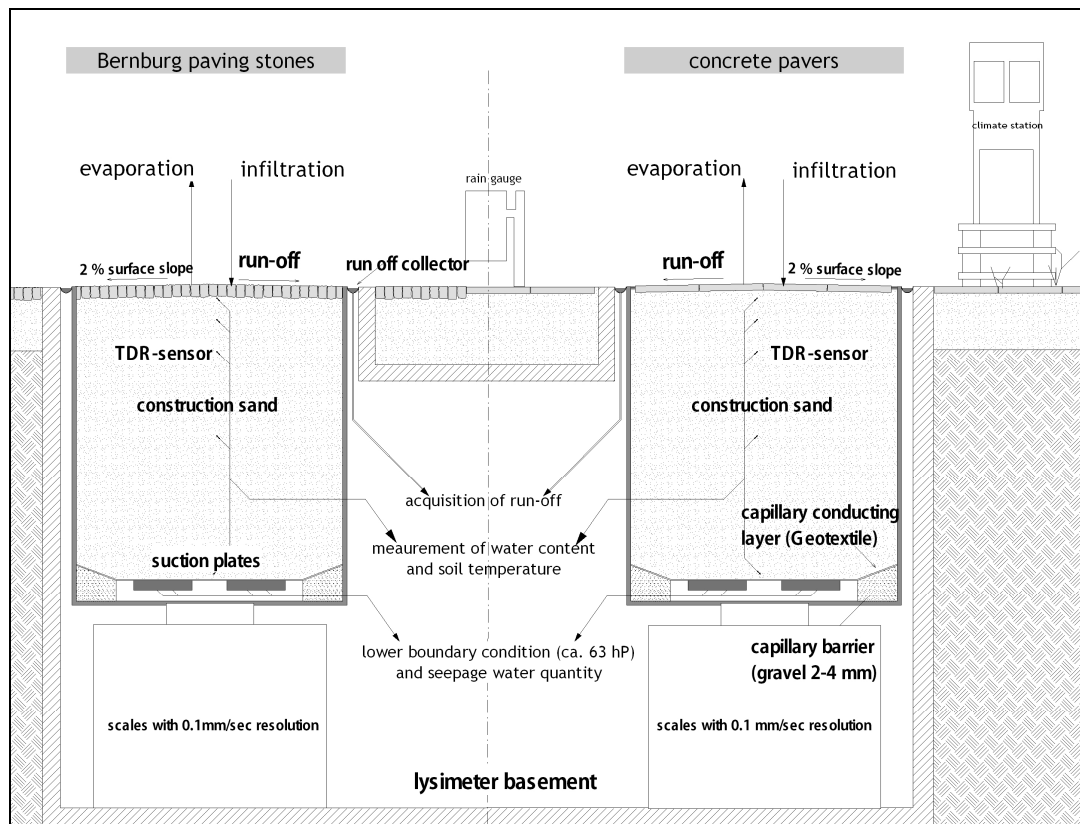 Bernburg paving stones
concrete pavers
climate station
evaporation
infiltration
rain gauge
evaporation
infiltration
2 % surface slope
run-off
run off collector
run-off
2 % surface slope
TDR-sensor
TDR-sensor
construction sand
construction sand
acquisition of run-off
capillary conducting
layer (Geotextile)
meaurement of water content
and soil temperature
suction plates
lower boundary condition (ca. 63 hP)
and seepage water quantity
capillary barrier
(gravel 2-4 mm)
scales with 0.1mm/sec resolution
scales with 0.1 mm/sec resolution
lysimeter basement